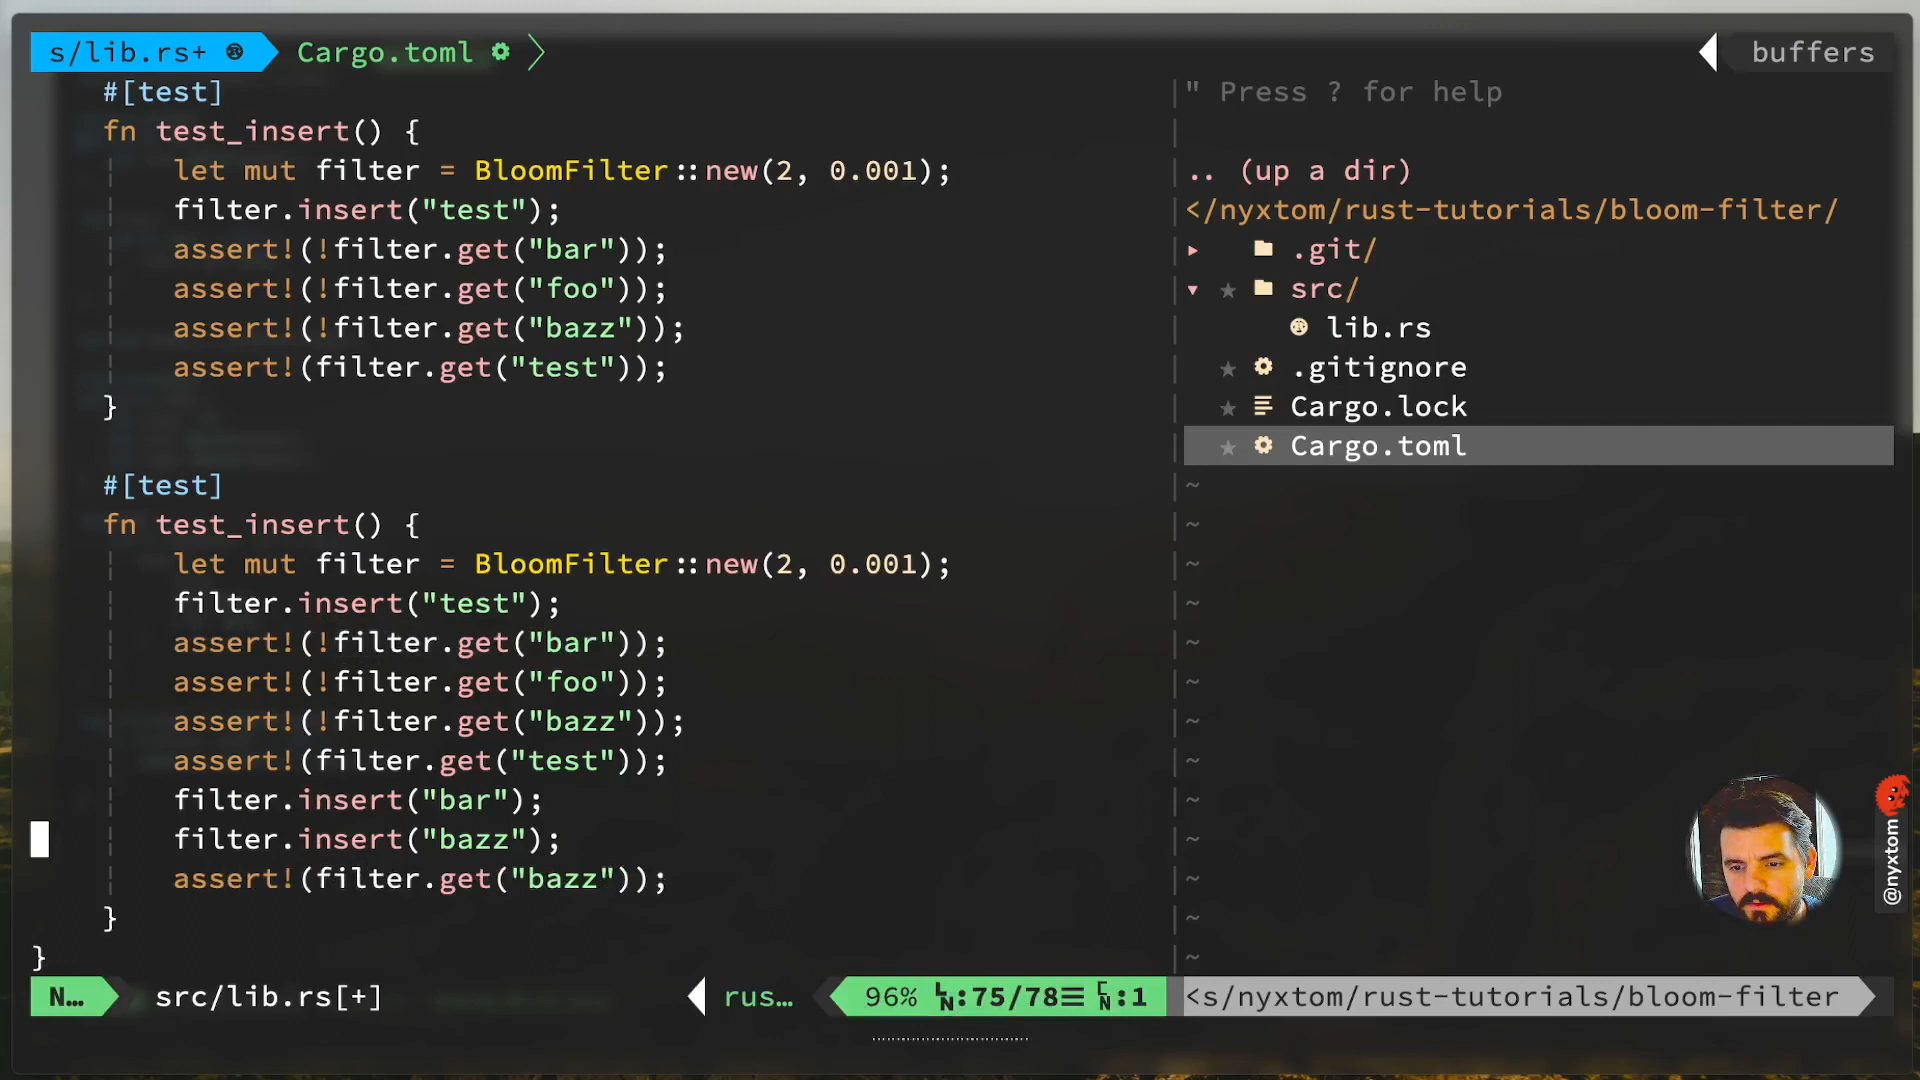 s/lib.rs+ Cargo.toml buffers
#[test]
fn test_insert() {
let mut filter = BloomFilter::new(2, 0.001);
filter.insert("test");
assert!(!filter.get("bar"));
assert!(!filter.get("foo"));
assert!(!filter.get("bazz"));
assert!(filter.get("test"));
}
#[test]
fn test_insert() {
let mut filter = BloomFilter::new(2, 0.001);
filter.insert("test");
assert!(!filter.get("bar"));
assert!(!filter.get("foo"));
assert!(!filter.get("bazz"));
assert!(filter.get("test"));
filter.insert("bar");
filter.insert("bazz");
assert!(filter.get("bazz"));
}
}
" Press ? for help
.. (up a dir)
</nyxtom/rust-tutorials/bloom-filter/
▸ .git/
▾ ★ src/
lib.rs
★ .gitignore
★ Cargo.lock
★ Cargo.toml
~
~
~
~
~
~
~
~
~
~
~
~
~
@nyxtom
N… src/lib.rs[+] rus… 96% LN:75/78☰ CN:1 <s/nyxtom/rust-tutorials/bloom-filter